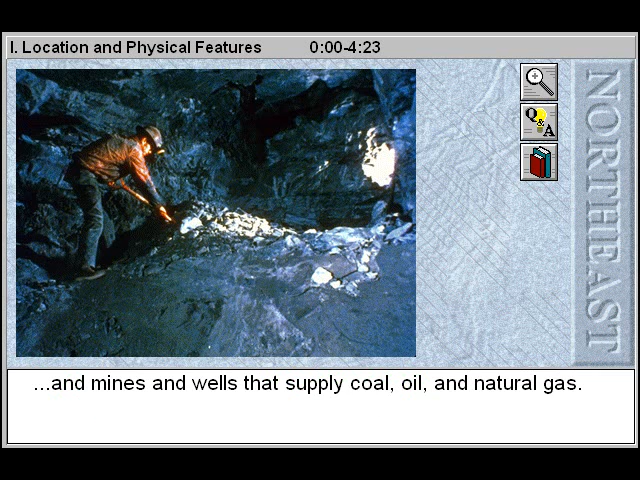 I. Location and Physical Features 0:00-4:23
Q&A
NORTHEAST
...and mines and wells that supply coal, oil, and natural gas.